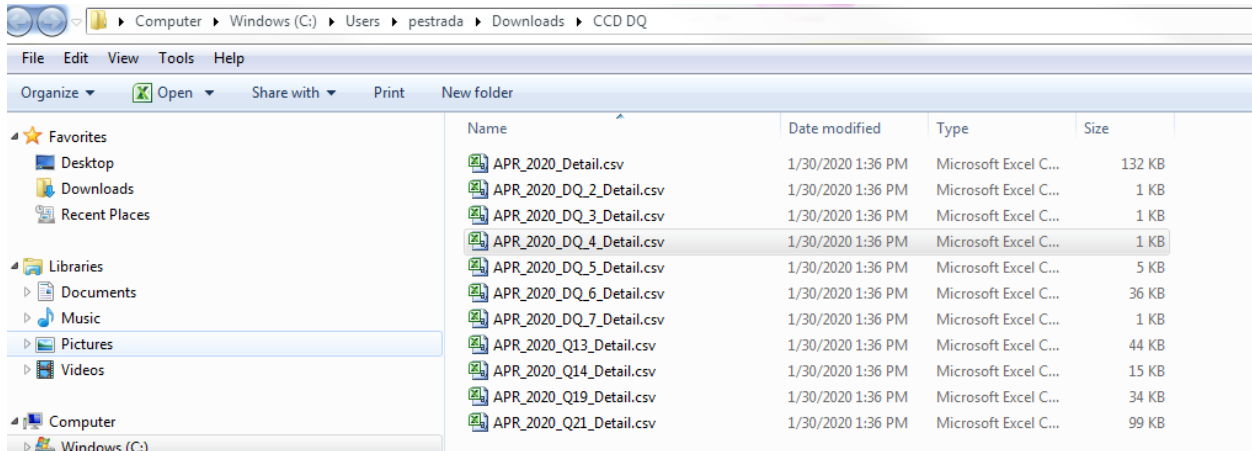 Computer Windows (C:) Users pestrada Downloads CCD DQ
File Edit View Tools Help
Organize Open Share with Print New folder
Favorites
Desktop
Downloads
Recent Places
Libraries
Documents
Music
Pictures
Videos
Computer
Windows (C:)
Name Date modified Type Size
APR_2020_Detail.csv 1/30/2020 1:36 PM Microsoft Excel C... 132 KB
APR_2020_DQ_2_Detail.csv 1/30/2020 1:36 PM Microsoft Excel C... 1 KB
APR_2020_DQ_3_Detail.csv 1/30/2020 1:36 PM Microsoft Excel C... 1 KB
APR_2020_DQ_4_Detail.csv 1/30/2020 1:36 PM Microsoft Excel C... 1 KB
APR_2020_DQ_5_Detail.csv 1/30/2020 1:36 PM Microsoft Excel C... 5 KB
APR_2020_DQ_6_Detail.csv 1/30/2020 1:36 PM Microsoft Excel C... 36 KB
APR_2020_DQ_7_Detail.csv 1/30/2020 1:36 PM Microsoft Excel C... 1 KB
APR_2020_Q13_Detail.csv 1/30/2020 1:36 PM Microsoft Excel C... 44 KB
APR_2020_Q14_Detail.csv 1/30/2020 1:36 PM Microsoft Excel C... 15 KB
APR_2020_Q19_Detail.csv 1/30/2020 1:36 PM Microsoft Excel C... 34 KB
APR_2020_Q21_Detail.csv 1/30/2020 1:36 PM Microsoft Excel C... 99 KB